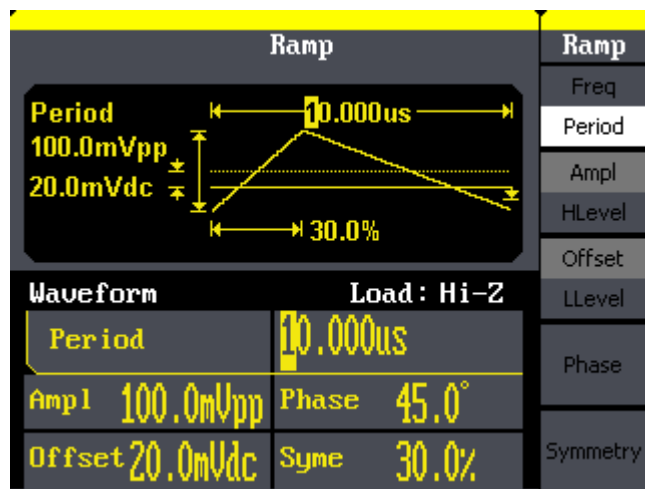 Ramp
Period 10.000us
100.0mVpp
20.0mVdc
30.0%
Waveform Load: Hi-Z
Period 10.000us
Ampl 100.0mVpp Phase 45.0°
Offset 20.0mVdc Syme 30.0%
Ramp
Freq
Period
Ampl
HLevel
Offset
LLevel
Phase
Symmetry